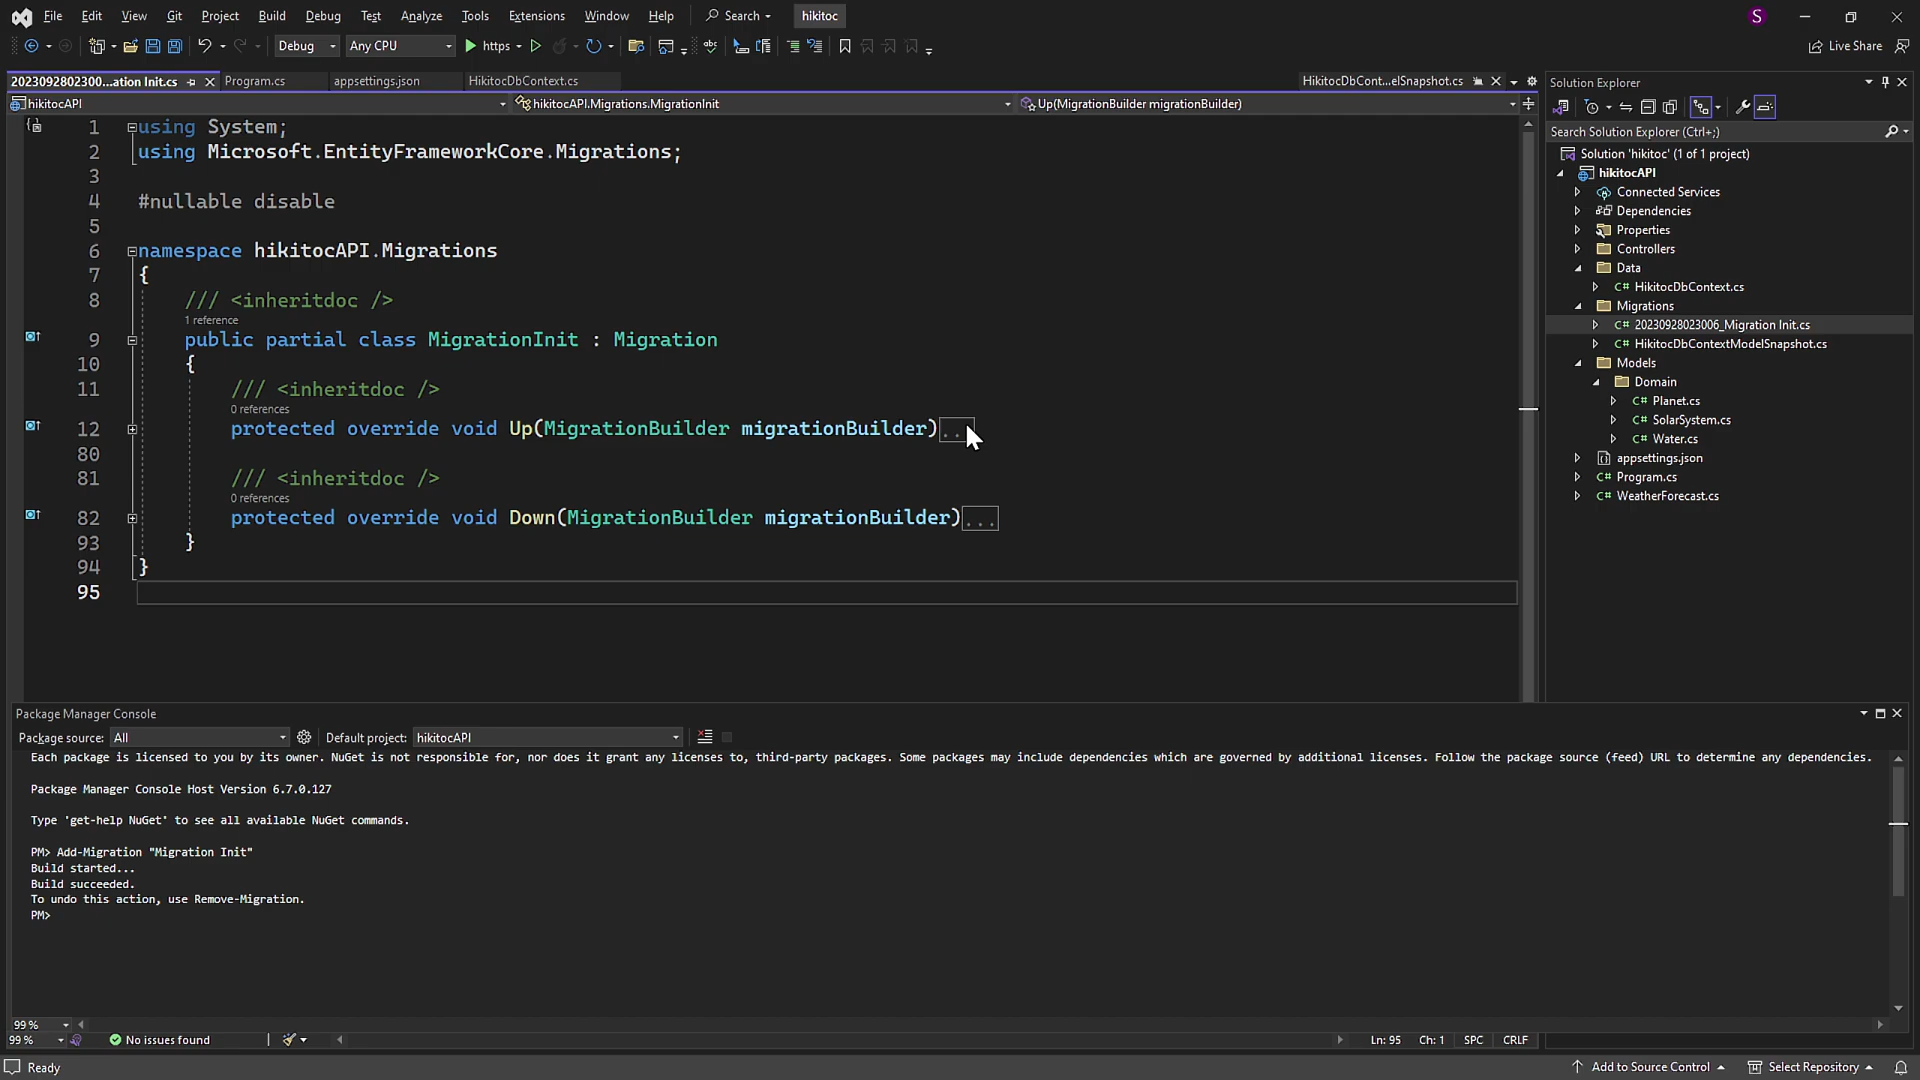 File Edit View Git Project Build Debug Test Analyze Tools Extensions Window Help Search hikitoc S
Debug Any CPU https Live Share
2023092802300...ation Init.cs Program.cs appsettings.json HikitocDbContext.cs HikitocDbCont...elSnapshot.cs
hikitocAPI hikitocAPI.Migrations.MigrationInit Up(MigrationBuilder migrationBuilder)
1 using System;
2 using Microsoft.EntityFrameworkCore.Migrations;
3
4 #nullable disable
5
6 namespace hikitocAPI.Migrations
7 {
8 /// <inheritdoc />
1 reference
9 public partial class MigrationInit : Migration
10 {
11 /// <inheritdoc />
0 references
12 protected override void Up(MigrationBuilder migrationBuilder)...
80
81 /// <inheritdoc />
0 references
82 protected override void Down(MigrationBuilder migrationBuilder)...
93 }
94 }
95
Solution Explorer
Search Solution Explorer (Ctrl+;)
Solution 'hikitoc' (1 of 1 project)
hikitocAPI
Connected Services
Dependencies
Properties
Controllers
Data
C# HikitocDbContext.cs
Migrations
C# 20230928023006_Migration Init.cs
C# HikitocDbContextModelSnapshot.cs
Models
Domain
C# Planet.cs
C# SolarSystem.cs
C# Water.cs
appsettings.json
C# Program.cs
C# WeatherForecast.cs
Package Manager Console
Package source: All Default project: hikitocAPI
Each package is licensed to you by its owner. NuGet is not responsible for, nor does it grant any licenses to, third-party packages. Some packages may include dependencies which are governed by additional licenses. Follow the package source (feed) URL to determine any dependencies.
Package Manager Console Host Version 6.7.0.127
Type 'get-help NuGet' to see all available NuGet commands.
PM> Add-Migration "Migration Init"
Build started...
Build succeeded.
To undo this action, use Remove-Migration.
PM>
99 %
99 % No issues found Ln: 95 Ch: 1 SPC CRLF
Ready Add to Source Control Select Repository